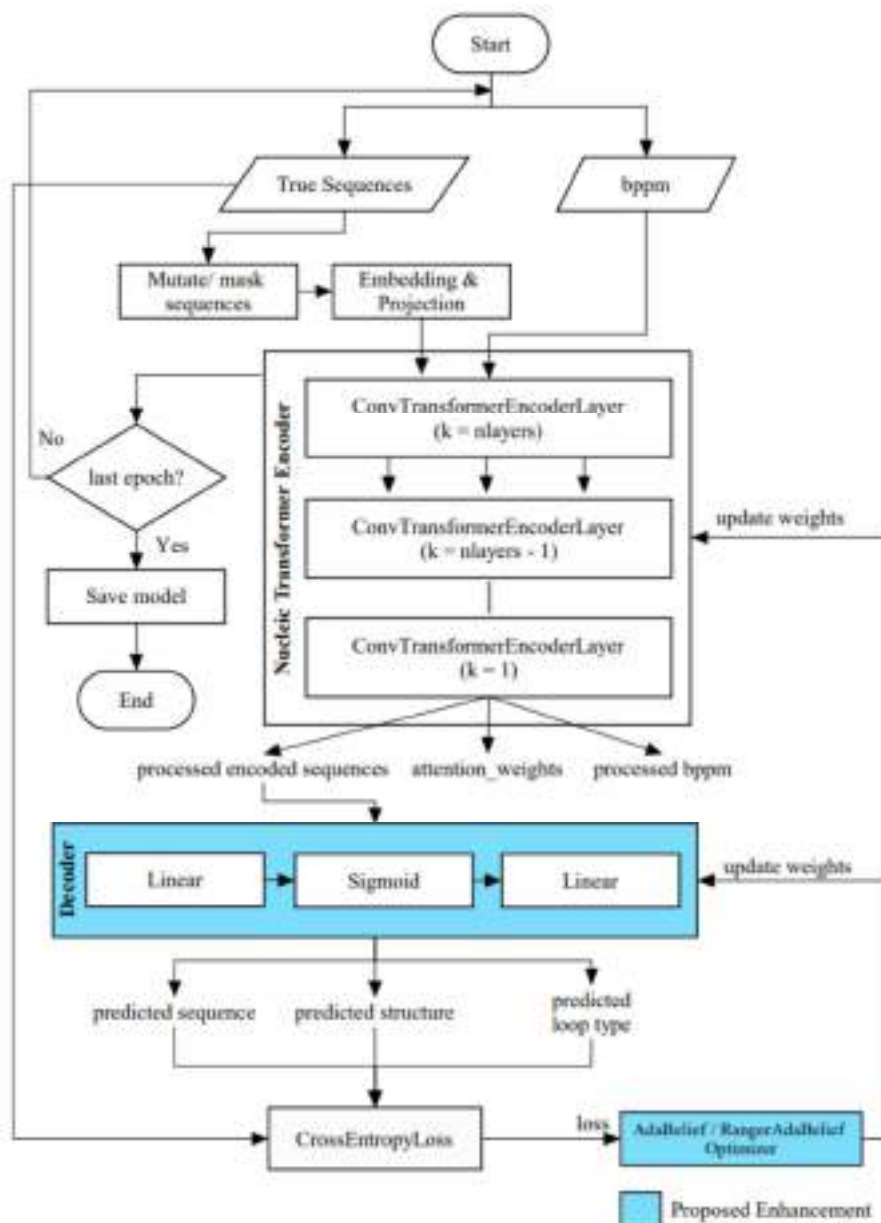 Start
True Sequences
bppm
Mutate/ mask
sequences
Embedding &
Projection
Nucleic Transformer Encoder
ConvTransformerEncoderLayer
(k = nlayers)
No
last epoch?
ConvTransformerEncoderLayer
(k = nlayers - 1)
update weights
Yes
Save model
ConvTransformerEncoderLayer
(k = 1)
End
processed encoded sequences
attention_weights
processed bppm
Decoder
Linear
Sigmoid
Linear
update weights
predicted sequence
predicted structure
predicted
loop type
CrossEntropyLoss
loss
AdaBelief / RangerAdaBelief
Optimizer
Proposed Enhancement